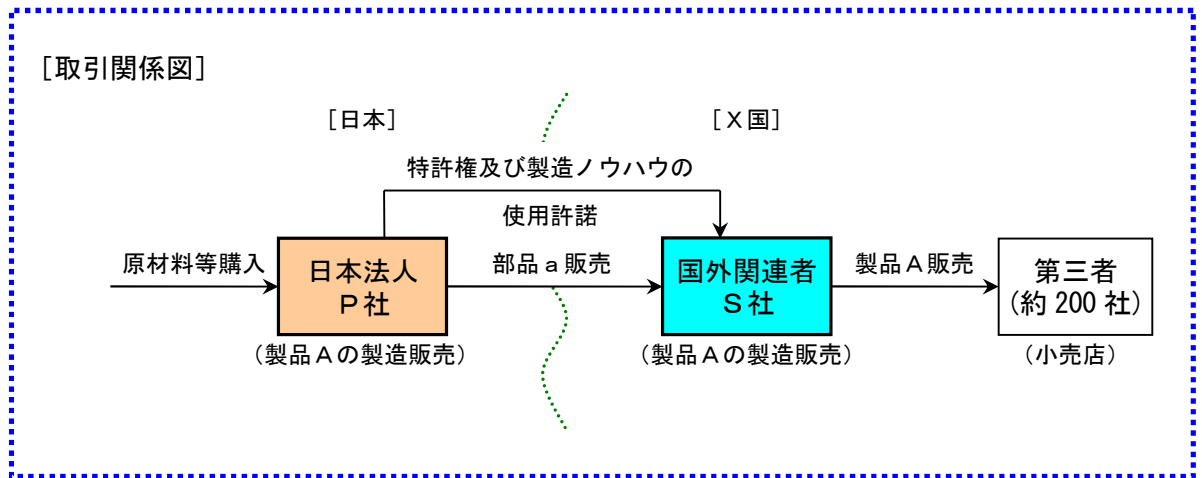 ［取引関係図］
［日本］
［Ｘ国］
特許権及び製造ノウハウの
使用許諾
原材料等購入
日本法人
Ｐ社
（製品Ａの製造販売）
部品ａ販売
国外関連者
Ｓ社
（製品Ａの製造販売）
製品Ａ販売
第三者
（約 200 社）
（小売店）